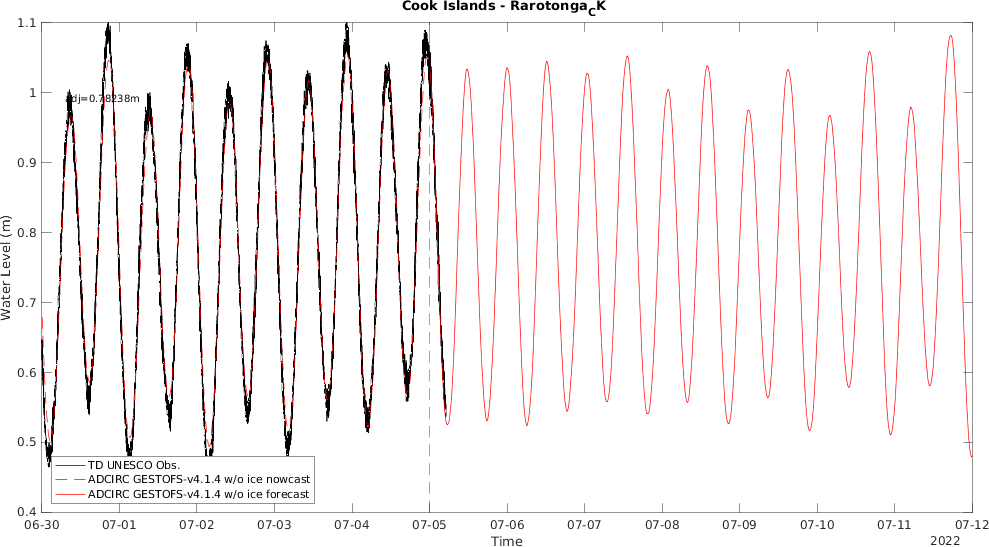 Cook Islands - Rarotonga_CK
1.1
1
0.9
0.8
0.7
0.6
0.5
0.4
Water Level (m)
adj=0.78238m
TD UNESCO Obs.
ADCIRC GESTOFS-v4.1.4 w/o ice nowcast
ADCIRC GESTOFS-v4.1.4 w/o ice forecast
06-30 07-01 07-02 07-03 07-04 07-05 07-06 07-07 07-08 07-09 07-10 07-11 07-12
Time
2022